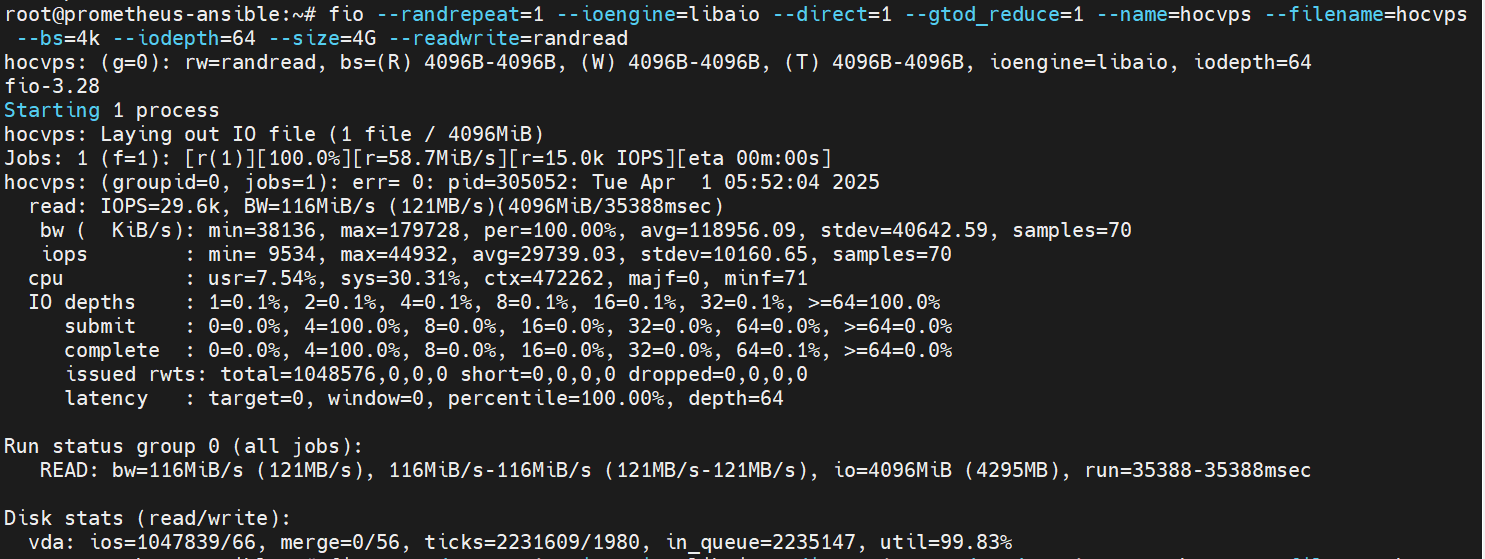 root@prometheus-ansible:~# fio --randrepeat=1 --ioengine=libaio --direct=1 --gtod_reduce=1 --name=hocvps --filename=hocvps
--bs=4k --iodepth=64 --size=4G --readwrite=randread
hocvps: (g=0): rw=randread, bs=(R) 4096B-4096B, (W) 4096B-4096B, (T) 4096B-4096B, ioengine=libaio, iodepth=64
fio-3.28
Starting 1 process
hocvps: Laying out IO file (1 file / 4096MiB)
Jobs: 1 (f=1): [r(1)][100.0%][r=58.7MiB/s][r=15.0k IOPS][eta 00m:00s]
hocvps: (groupid=0, jobs=1): err= 0: pid=305052: Tue Apr  1 05:52:04 2025
  read: IOPS=29.6k, BW=116MiB/s (121MB/s)(4096MiB/35388msec)
   bw (  KiB/s): min=38136, max=179728, per=100.00%, avg=118956.09, stdev=40642.59, samples=70
   iops        : min= 9534, max=44932, avg=29739.03, stdev=10160.65, samples=70
  cpu          : usr=7.54%, sys=30.31%, ctx=472262, majf=0, minf=71
  IO depths    : 1=0.1%, 2=0.1%, 4=0.1%, 8=0.1%, 16=0.1%, 32=0.1%, >=64=100.0%
     submit    : 0=0.0%, 4=100.0%, 8=0.0%, 16=0.0%, 32=0.0%, 64=0.0%, >=64=0.0%
     complete  : 0=0.0%, 4=100.0%, 8=0.0%, 16=0.0%, 32=0.0%, 64=0.1%, >=64=0.0%
     issued rwts: total=1048576,0,0,0 short=0,0,0,0 dropped=0,0,0,0
     latency   : target=0, window=0, percentile=100.00%, depth=64
Run status group 0 (all jobs):
   READ: bw=116MiB/s (121MB/s), 116MiB/s-116MiB/s (121MB/s-121MB/s), io=4096MiB (4295MB), run=35388-35388msec
Disk stats (read/write):
  vda: ios=1047839/66, merge=0/56, ticks=2231609/1980, in_queue=2235147, util=99.83%